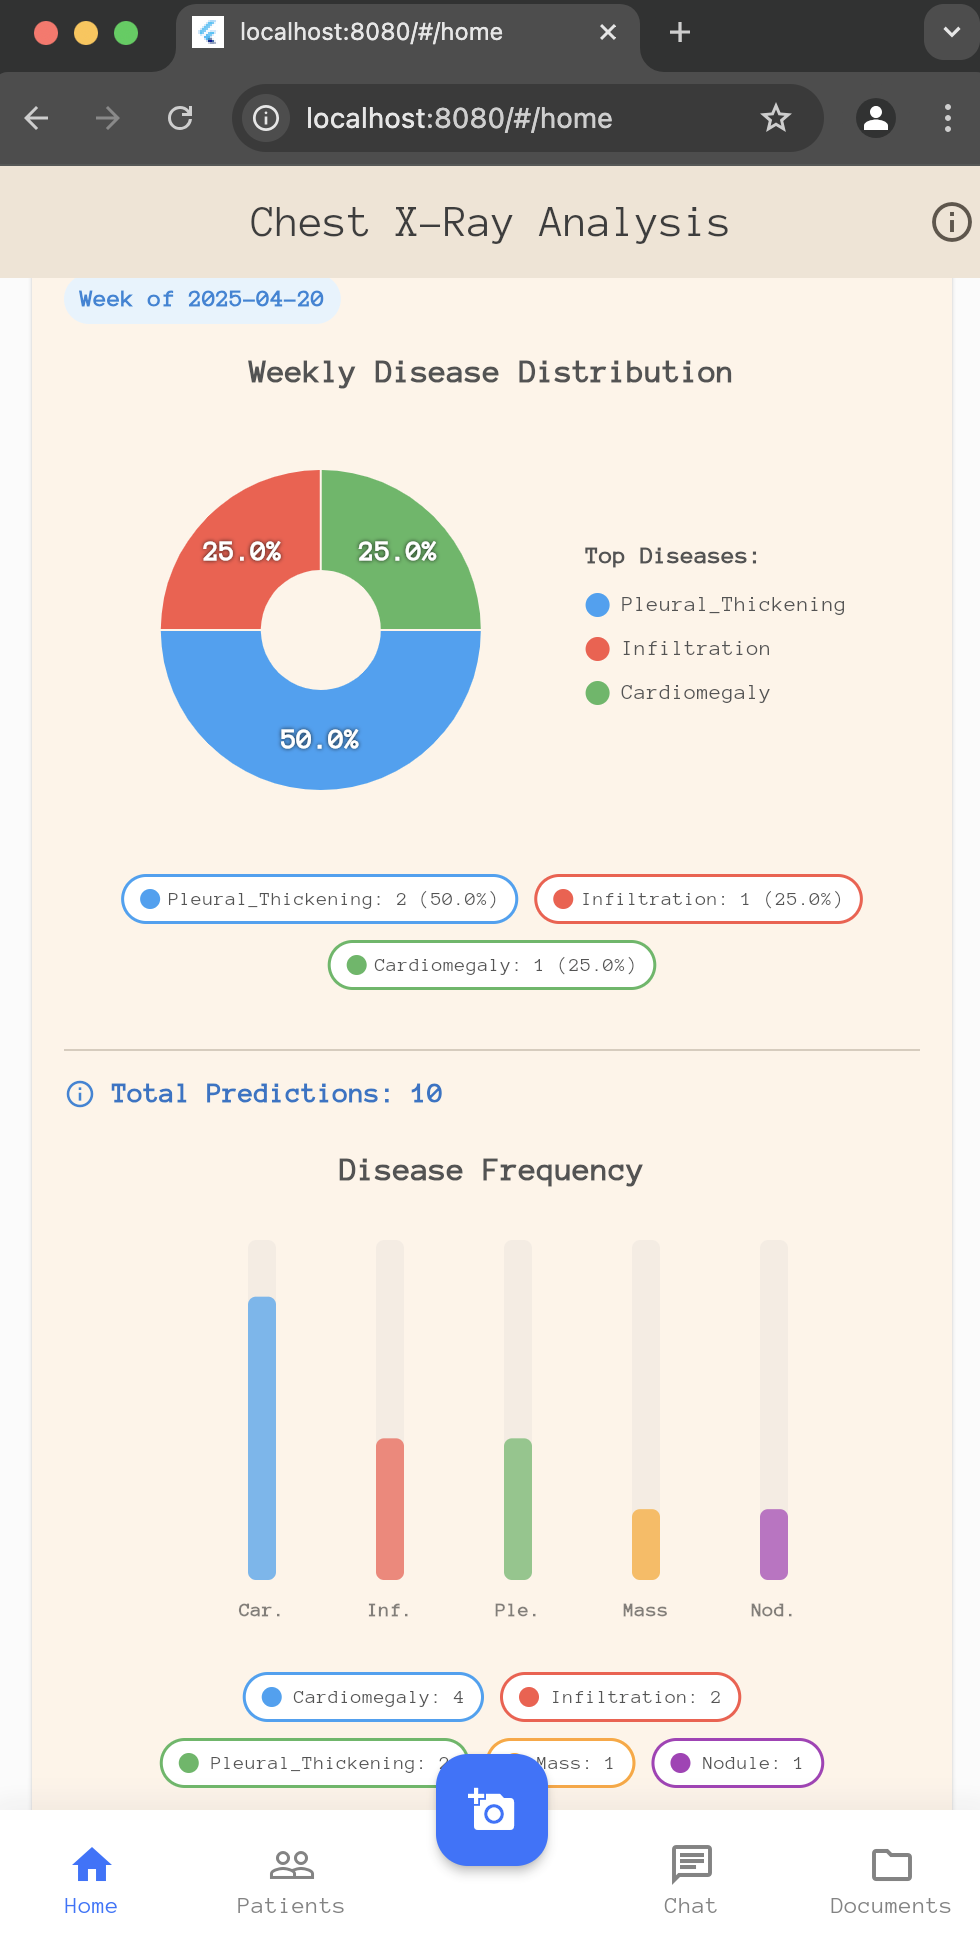 localhost:8080/#/home
localhost:8080/#/home
Chest X-Ray Analysis
Week of 2025-04-20
Weekly Disease Distribution
25.0% 25.0%
50.0%
Top Diseases:
Pleural_Thickening
Infiltration
Cardiomegaly
Pleural_Thickening: 2 (50.0%) Infiltration: 1 (25.0%)
Cardiomegaly: 1 (25.0%)
Total Predictions: 10
Disease Frequency
Car. Inf. Ple. Mass Nod.
Cardiomegaly: 4 Infiltration: 2
Pleural_Thickening: 2 Mass: 1 Nodule: 1
Home Patients Chat Documents